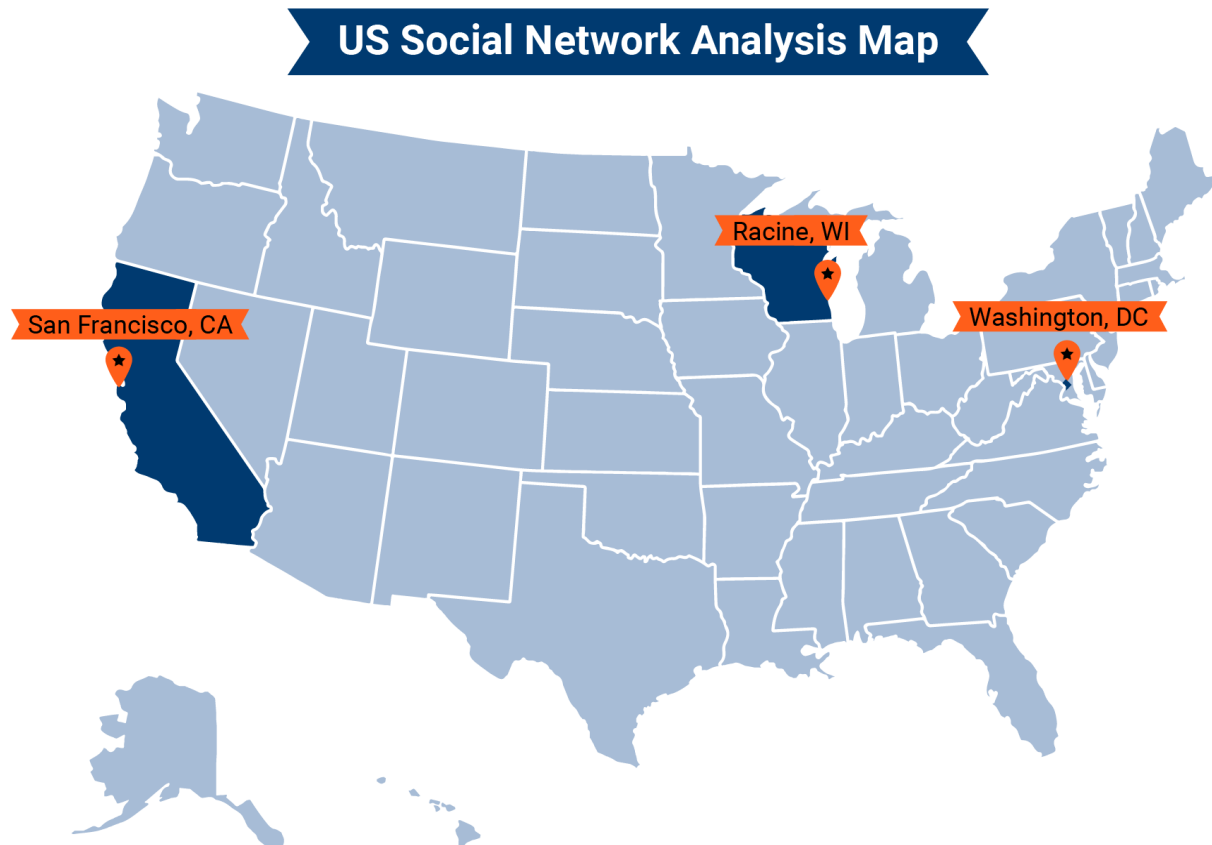 US Social Network Analysis Map
Racine, WI
San Francisco, CA
Washington, DC